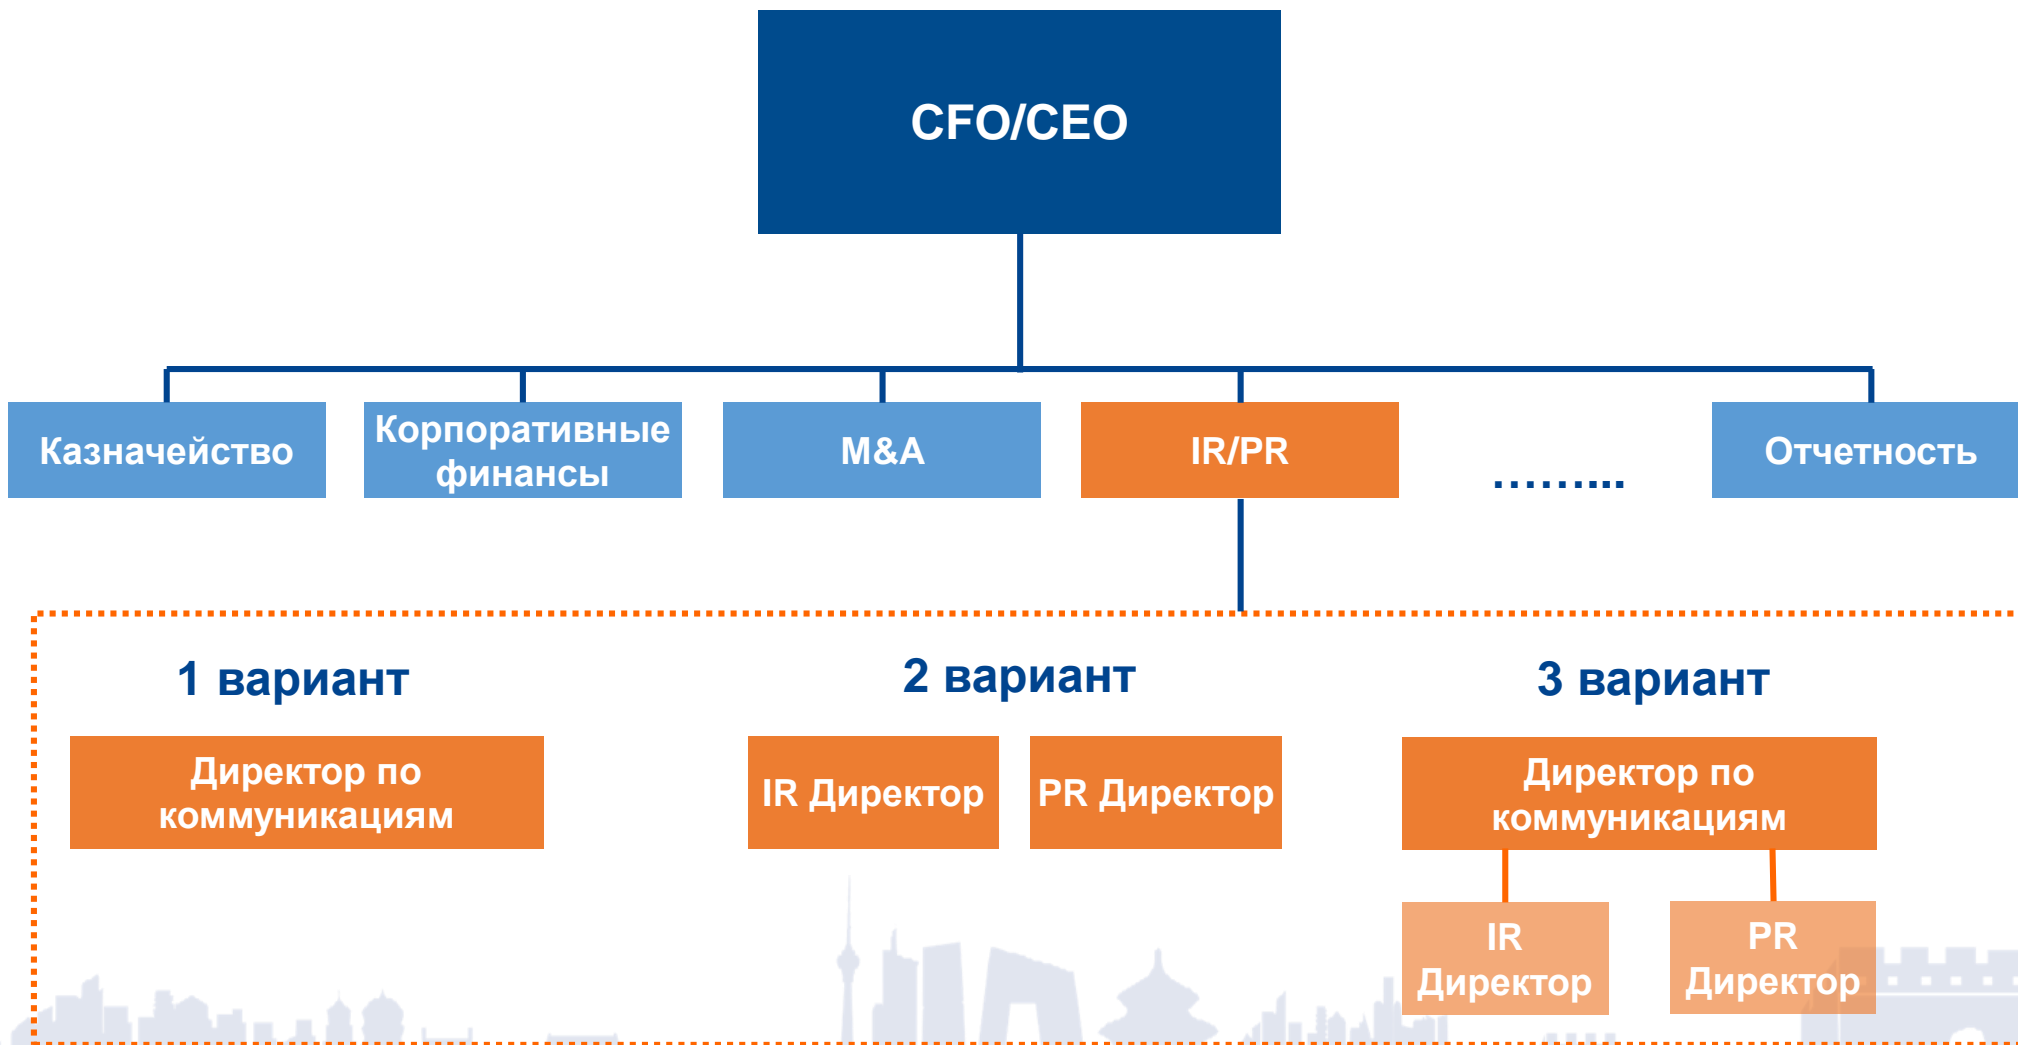 CFO/CEO
Казначейство
Корпоративные
финансы
M&A
IR/PR
……...
Отчетность
1 вариант
2 вариант
3 вариант
Директор по
коммуникациям
IR Директор
PR Директор
Директор по
коммуникациям
IR
Директор
PR
Директор